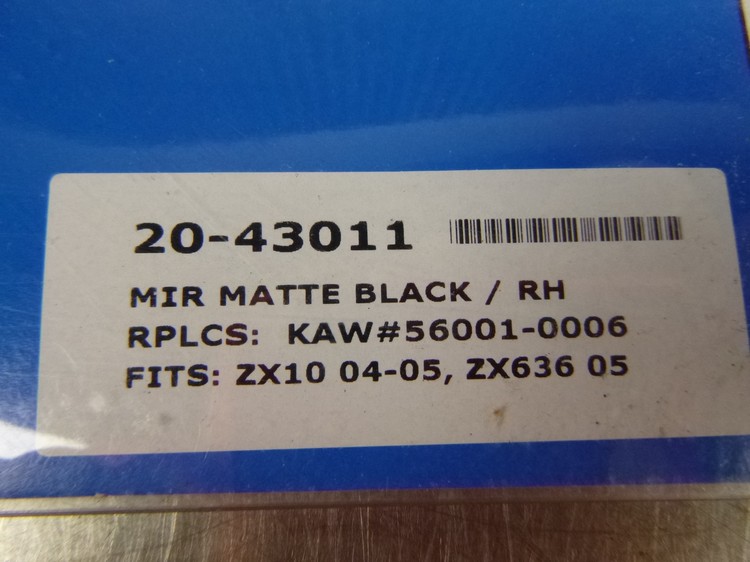 20-43011
MIR MATTE BLACK / RH
RPLCS: KAW#56001-0006
FITS: ZX10 04-05, ZX636 05